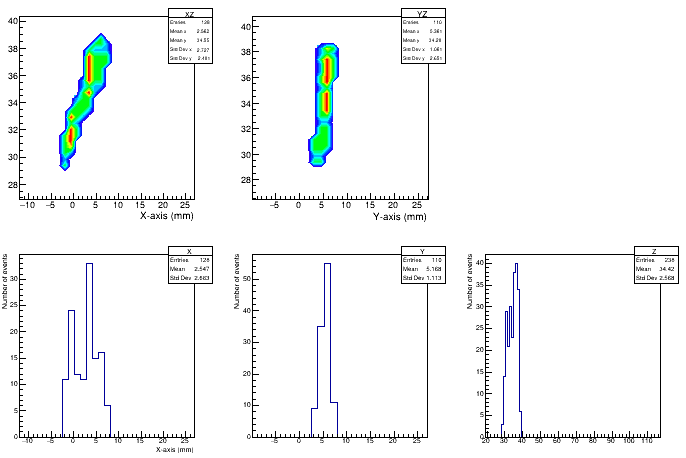 XZ
Entries 128
Mean x 2.562
Mean y 34.55
Std Dev x 2.727
Std Dev y 2.491
40
38
36
34
32
30
28
−10 −5 0 5 10 15 20 25
X-axis (mm)
YZ
Entries 110
Mean x 5.361
Mean y 34.28
Std Dev x 1.061
Std Dev y 2.651
40
38
36
34
32
30
28
−5 0 5 10 15 20 25
Y-axis (mm)
X
Entries 128
Mean 2.547
Std Dev 2.683
Number of events
30
25
20
15
10
5
0
−10 −5 0 5 10 15 20 25
X-axis (mm)
Y
Entries 110
Mean 5.168
Std Dev 1.113
Number of events
50
40
30
20
10
0
−5 0 5 10 15 20 25
Y-axis (mm)
Z
Entries 238
Mean 34.42
Std Dev 2.568
Number of events
40
35
30
25
20
15
10
5
0
20 30 40 50 60 70 80 90 100 110